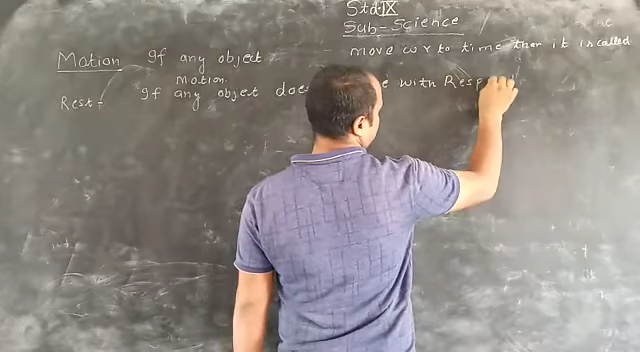 Std:IX
Sub-Science
Motion If any object move w r to time then it is called
Motion.
Rest:- If any object does with Resp